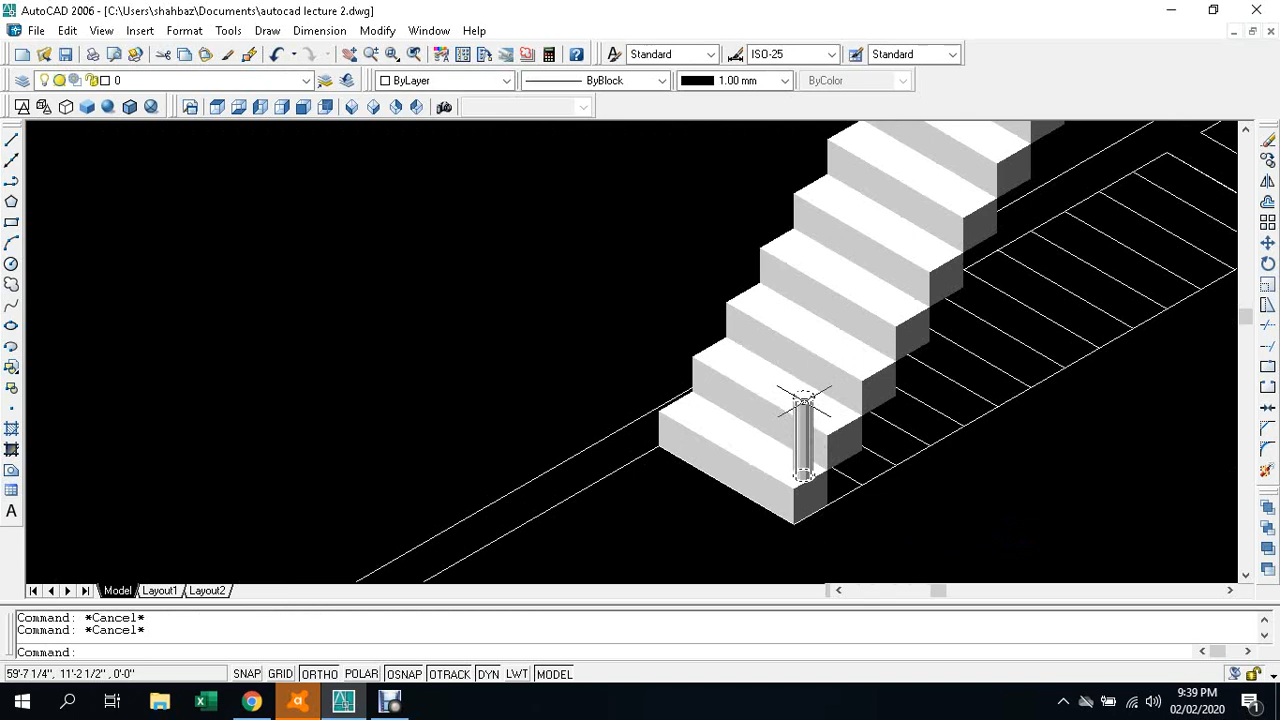 AutoCAD 2006 - [C:\Users\shahbaz\Documents\autocad lecture 2.dwg]
File Edit View Insert Format Tools Draw Dimension Modify Window Help
Standard ISO-25 Standard
0 ByLayer ByBlock 1.00 mm ByColor
A
Model Layout1 Layout2
Command: *Cancel*
Command: *Cancel*
Command:
59'-7 1/4", 11'-2 1/2", 0'-0" SNAP GRID ORTHO POLAR OSNAP OTRACK DYN LWT MODEL
9:39 PM
02/02/2020
1